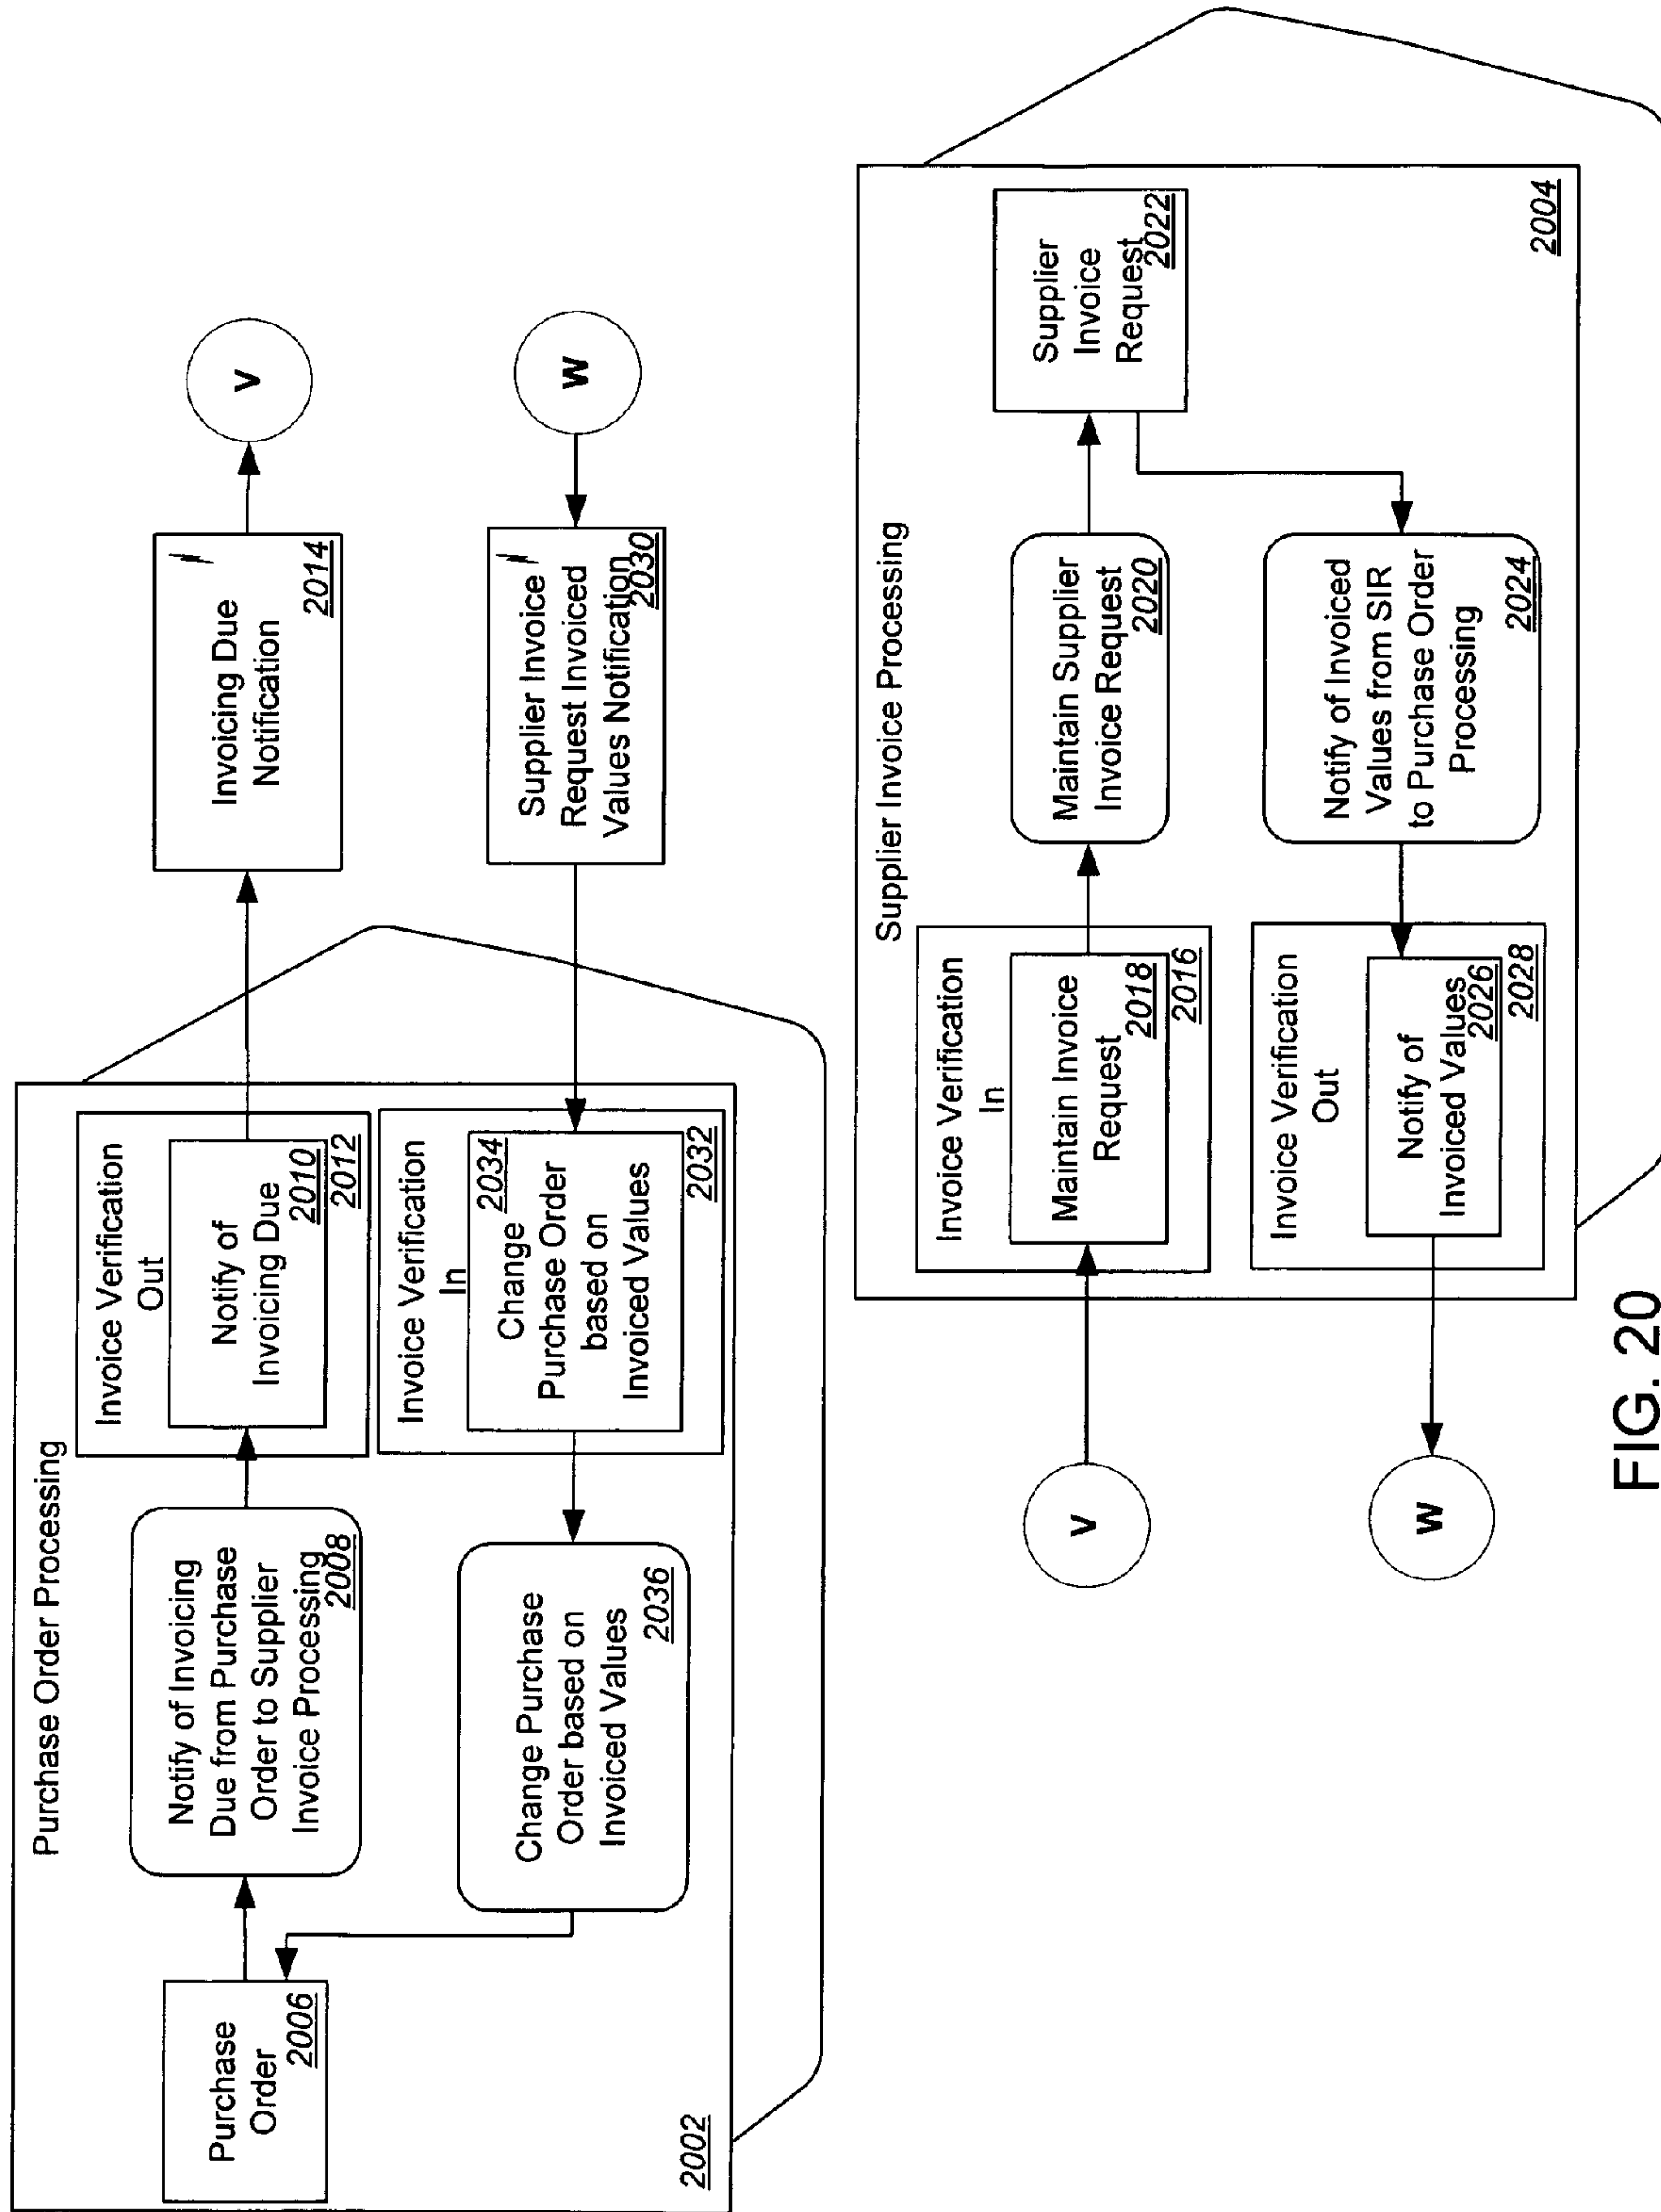 Purchase Order Processing
Purchase
Order
2006
Notify of Invoicing
Due from Purchase
Order to Supplier
Invoice Processing
2008
Invoice Verification
Out
Notify of
Invoicing Due
2010
2012
Invoicing Due
Notification
2014
V
Change Purchase
Order based on
Invoiced Values
2036
Invoice Verification
In
2034
Change
Purchase Order
based on
Invoiced Values
2032
Supplier Invoice
Request Invoiced
Values Notification
2030
W
2002
Supplier Invoice Processing
V
Invoice Verification
In
Maintain Invoice
Request
2018
2016
Maintain Supplier
Invoice Request
2020
Supplier
Invoice
Request
2022
W
Invoice Verification
Out
Notify of
Invoiced Values
2026
2028
Notify of Invoiced
Values from SIR
to Purchase Order
Processing
2024
2004
FIG. 20